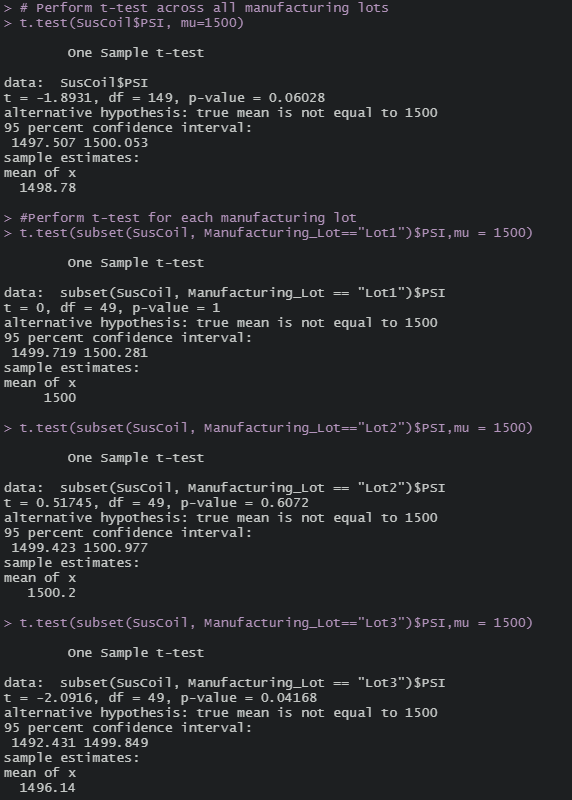 > # Perform t-test across all manufacturing lots
> t.test(SusCoil$PSI, mu=1500)
One Sample t-test
data:  SusCoil$PSI
t = -1.8931, df = 149, p-value = 0.06028
alternative hypothesis: true mean is not equal to 1500
95 percent confidence interval:
1497.507 1500.053
sample estimates:
mean of x
1498.78
> #Perform t-test for each manufacturing lot
> t.test(subset(SusCoil, Manufacturing_Lot=="Lot1")$PSI,mu = 1500)
One Sample t-test
data:  subset(SusCoil, Manufacturing_Lot == "Lot1")$PSI
t = 0, df = 49, p-value = 1
alternative hypothesis: true mean is not equal to 1500
95 percent confidence interval:
1499.719 1500.281
sample estimates:
mean of x
1500
> t.test(subset(SusCoil, Manufacturing_Lot=="Lot2")$PSI,mu = 1500)
One Sample t-test
data:  subset(SusCoil, Manufacturing_Lot == "Lot2")$PSI
t = 0.51745, df = 49, p-value = 0.6072
alternative hypothesis: true mean is not equal to 1500
95 percent confidence interval:
1499.423 1500.977
sample estimates:
mean of x
1500.2
> t.test(subset(SusCoil, Manufacturing_Lot=="Lot3")$PSI,mu = 1500)
One Sample t-test
data:  subset(SusCoil, Manufacturing_Lot == "Lot3")$PSI
t = -2.0916, df = 49, p-value = 0.04168
alternative hypothesis: true mean is not equal to 1500
95 percent confidence interval:
1492.431 1499.849
sample estimates:
mean of x
1496.14